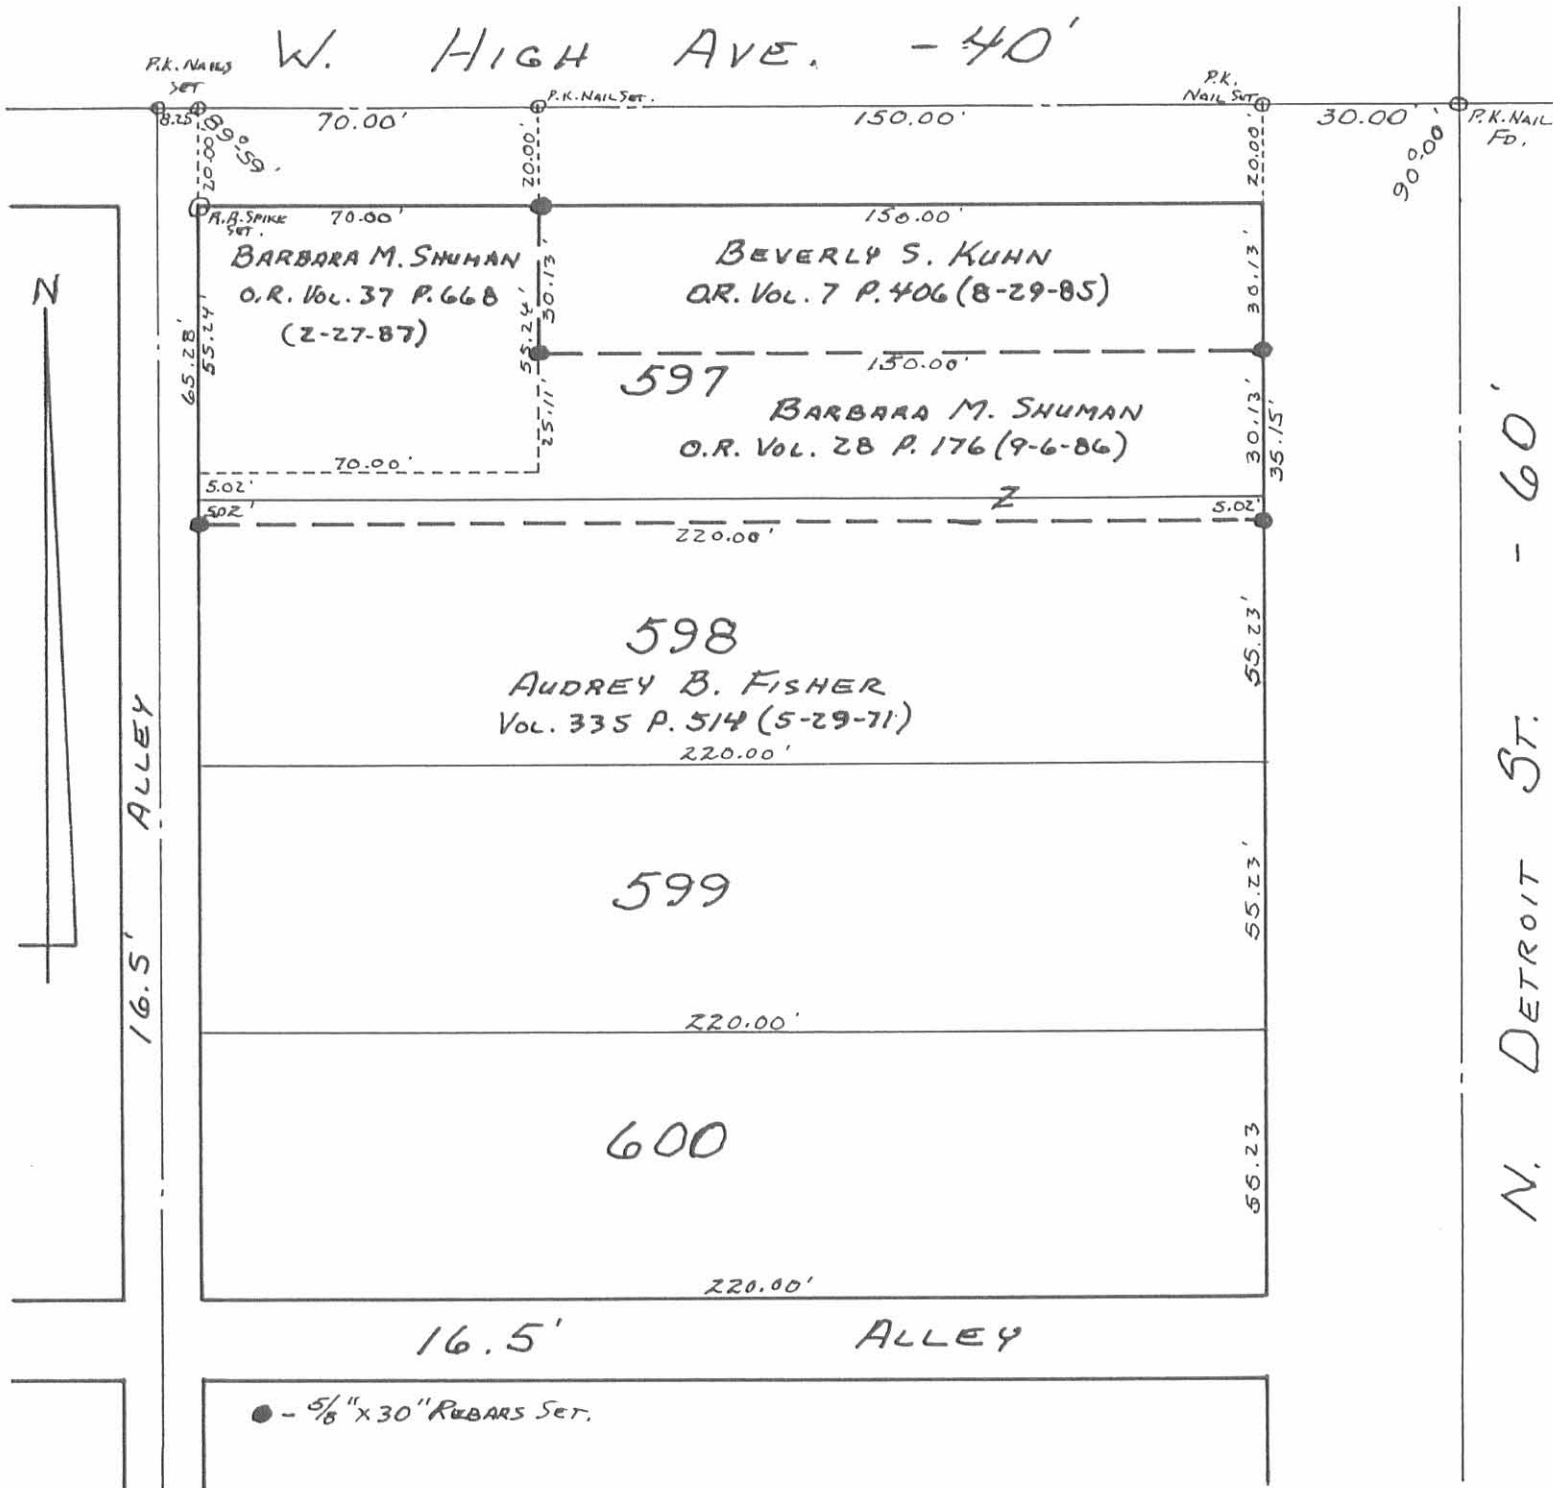 W. HIGH AVE. - 40'
P.K. NAILS
SET
P.K. NAIL SET.
P.K.
NAIL SET
P.K. NAIL
FD.
8.25'
70.00'
150.00'
30.00'
89°59'
90°00'
20.00'
20.00'
20.00'
R.R. SPIKE
SET.
70.00'
150.00'
BARBARA M. SHUMAN
O.R. VOL. 37 P. 668
(2-27-87)
BEVERLY S. KUHN
O.R. VOL. 7 P. 406 (8-29-85)
N
65.28'
55.24'
55.24'
30.13'
30.13'
150.00'
597
25.11'
BARBARA M. SHUMAN
O.R. VOL. 28 P. 176 (9-6-86)
30.13'
35.15'
70.00'
5.02'
5.02'
Z
5.02'
220.00'
598
AUDREY B. FISHER
VOL. 335 P. 514 (5-29-71)
55.23'
220.00'
599
55.23'
220.00'
600
55.23
220.00'
16.5' ALLEY
16.5' ALLEY
N. DETROIT ST. - 60'
- 5/8" X 30" REBARS SET.